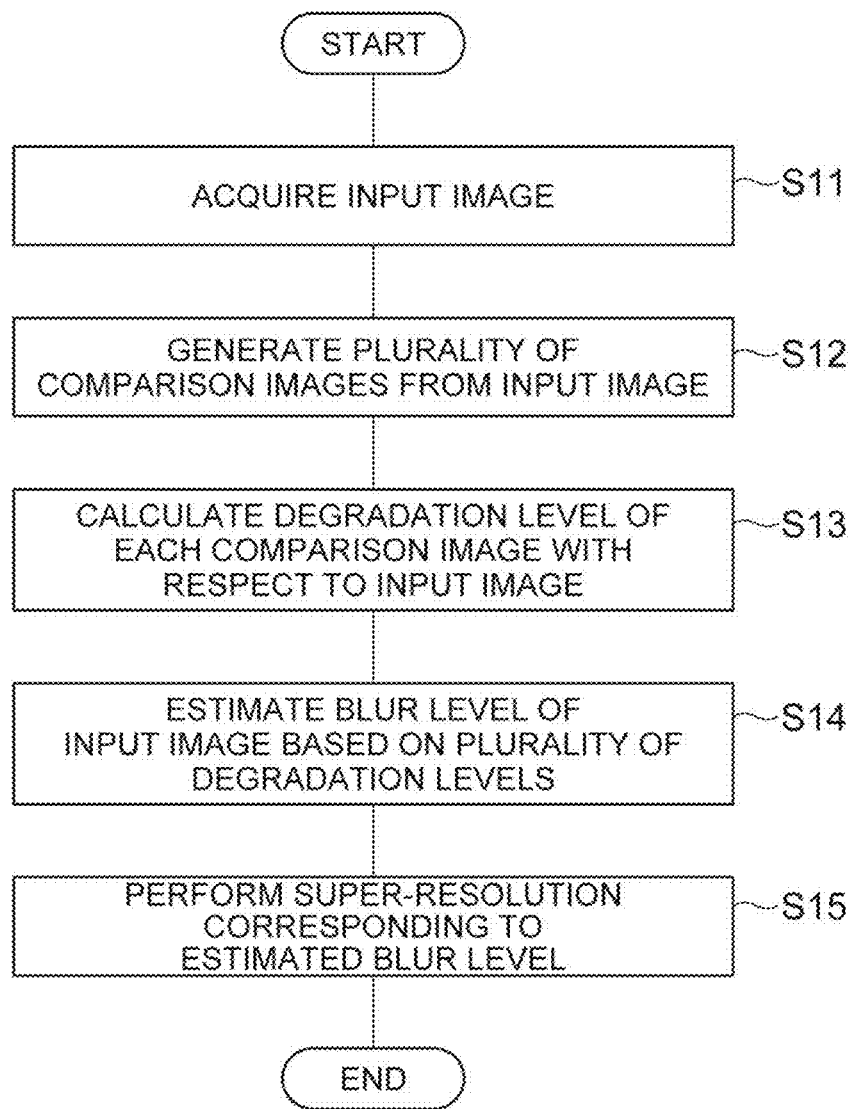 START
ACQUIRE INPUT IMAGE
S11
GENERATE PLURALITY OF
COMPARISON IMAGES FROM INPUT IMAGE
S12
CALCULATE DEGRADATION LEVEL OF
EACH COMPARISON IMAGE WITH
RESPECT TO INPUT IMAGE
S13
ESTIMATE BLUR LEVEL OF
INPUT IMAGE BASED ON PLURALITY OF
DEGRADATION LEVELS
S14
PERFORM SUPER-RESOLUTION
CORRESPONDING TO
ESTIMATED BLUR LEVEL
S15
END